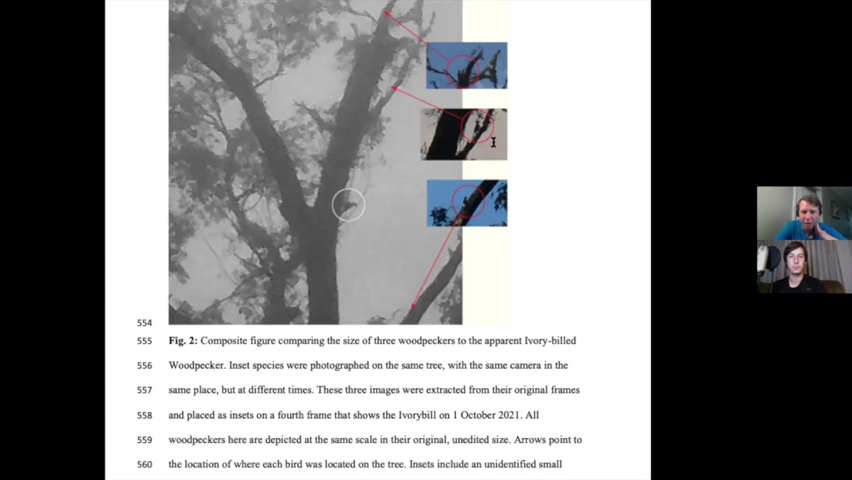 554
555 Fig. 2: Composite figure comparing the size of three woodpeckers to the apparent Ivory-billed
556 Woodpecker. Inset species were photographed on the same tree, with the same camera in the
557 same place, but at different times. These three images were extracted from their original frames
558 and placed as insets on a fourth frame that shows the Ivorybill on 1 October 2021. All
559 woodpeckers here are depicted at the same scale in their original, unedited size. Arrows point to
560 the location of where each bird was located on the tree. Insets include an unidentified small